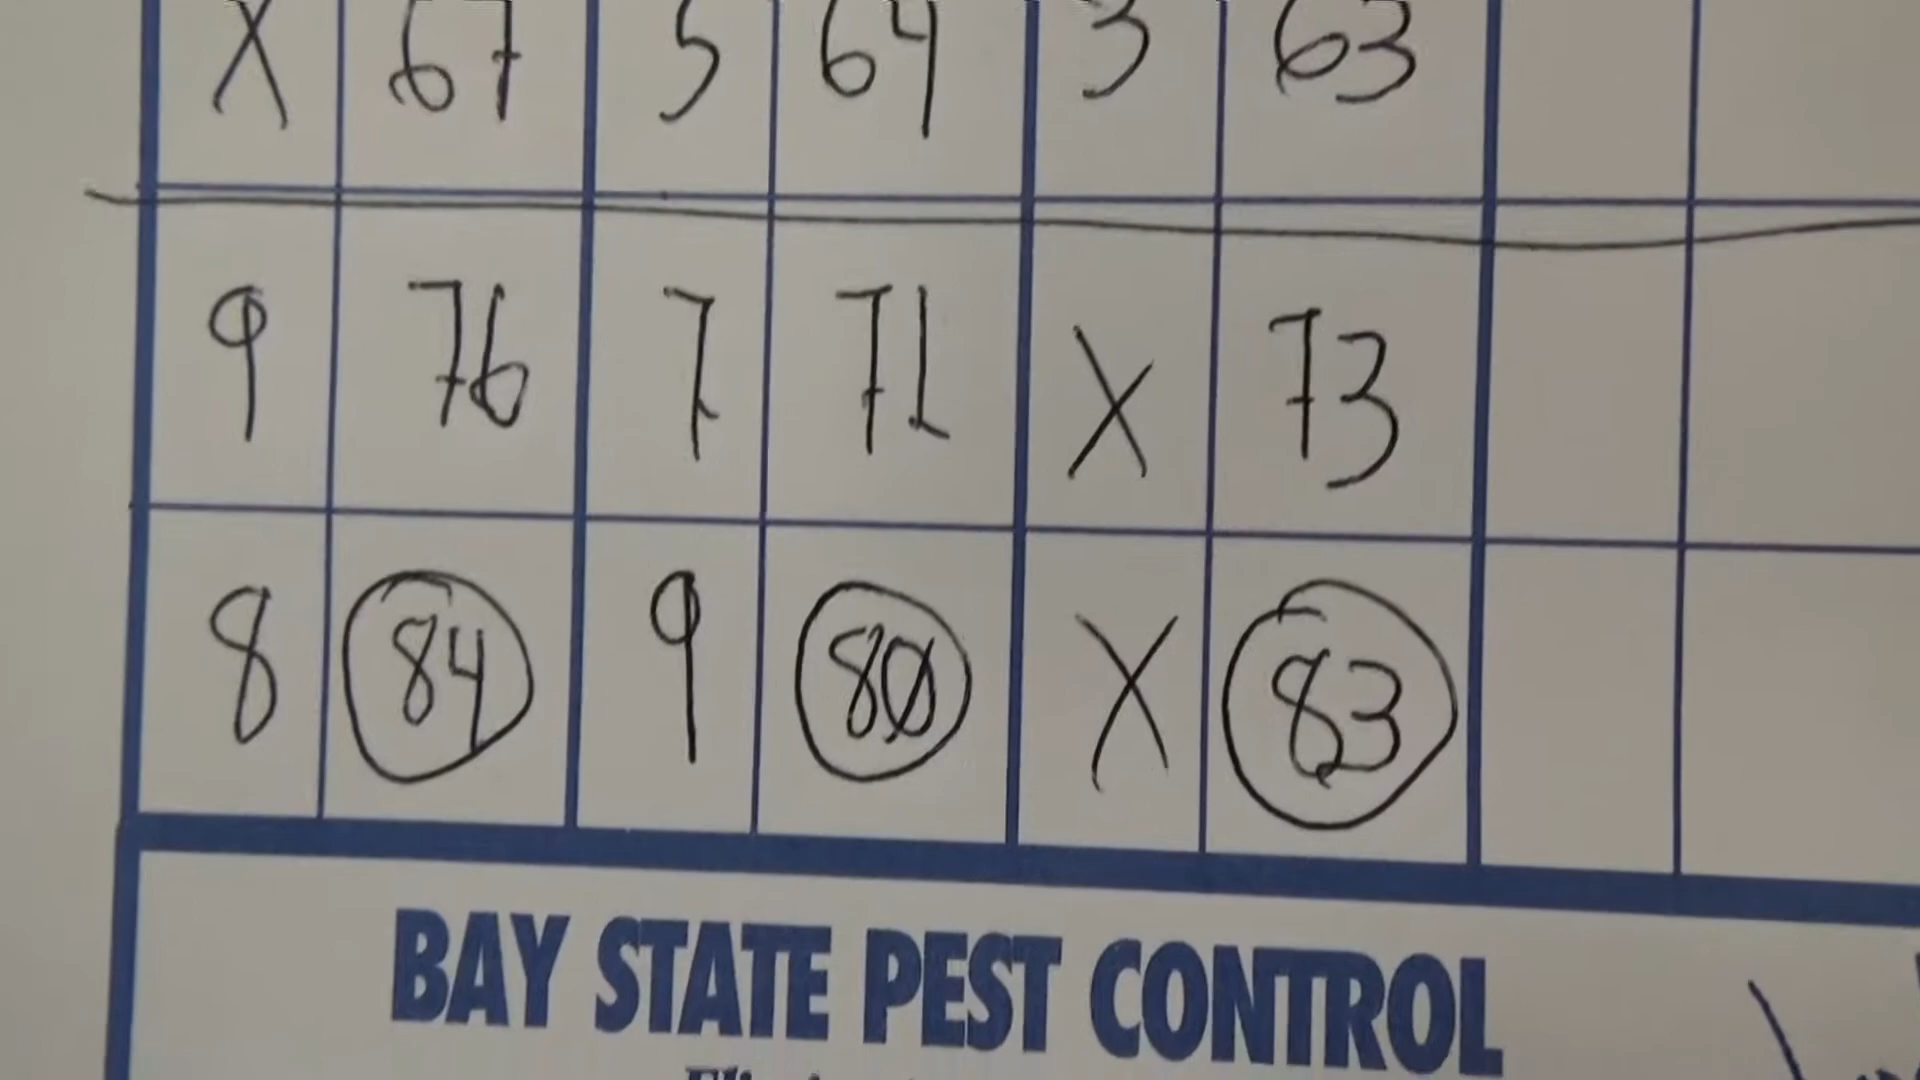 X 67 5 64 3 63
9 76 7 71 X 73
8 84 9 80 X 83
BAY STATE PEST CONTROL